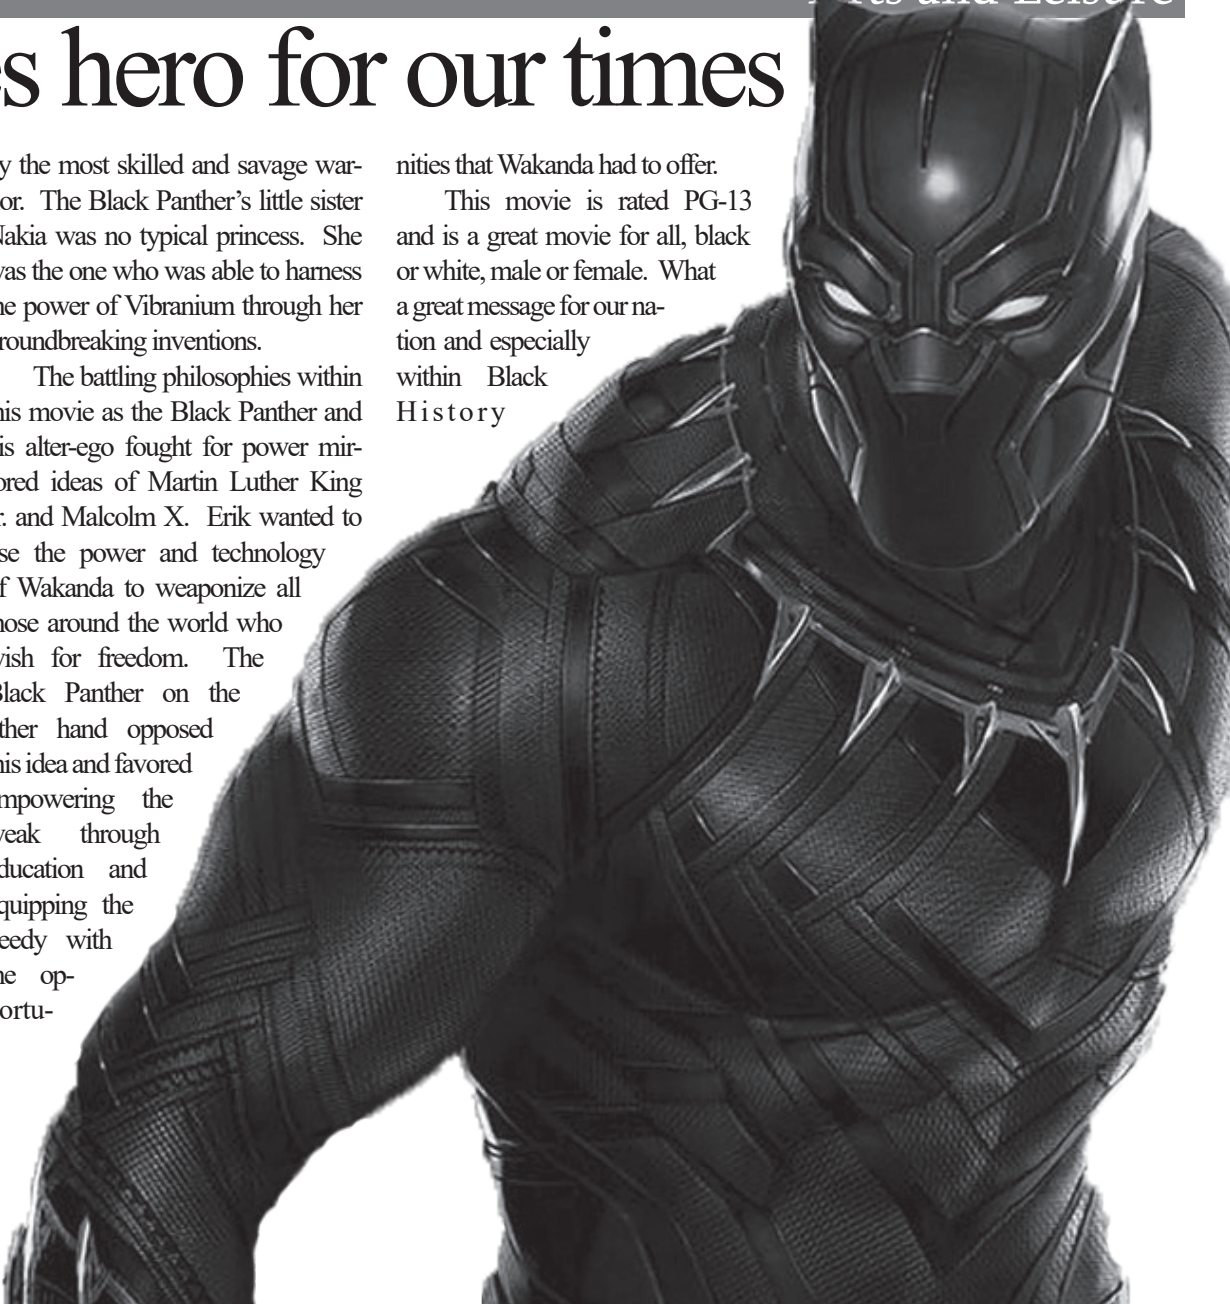 Arts and Leisure
s hero for our times
y the most skilled and savage war-
or. The Black Panther's little sister
Nakia was no typical princess. She
was the one who was able to harness
he power of Vibranium through her
roundbreaking inventions.
The battling philosophies within
his movie as the Black Panther and
is alter-ego fought for power mir-
ored ideas of Martin Luther King
r. and Malcolm X. Erik wanted to
se the power and technology
f Wakanda to weaponize all
hose around the world who
wish for freedom. The
Black Panther on the
ther hand opposed
his idea and favored
mpowering the
weak through
ducation and
quipping the
eedy with
he op-
ortu-
nities that Wakanda had to offer.
This movie is rated PG-13
and is a great movie for all, black
or white, male or female. What
a great message for our na-
tion and especially
within Black
History